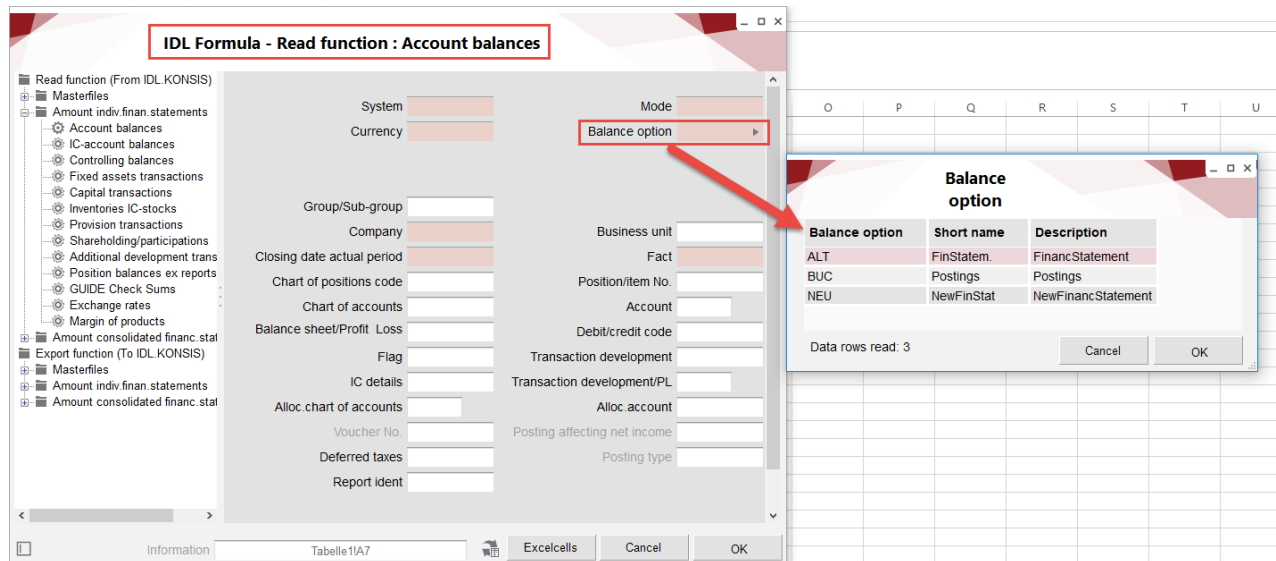 IDL Formula - Read function : Account balances
Read function (From IDL.KONSIS)
Masterfiles
Amount indiv.finan.statements
Account balances
IC-account balances
Controlling balances
Fixed assets transactions
Capital transactions
Inventories IC-stocks
Provision transactions
Shareholding/participations
Additional development trans
Position balances ex reports
GUIDE Check Sums
Exchange rates
Margin of products
Amount consolidated financ.stat
Export function (To IDL.KONSIS)
Masterfiles
Amount indiv.finan.statements
Amount consolidated financ.stat
System Mode
Currency Balance option
Group/Sub-group
Company Business unit
Closing date actual period Fact
Chart of positions code Position/item No.
Chart of accounts Account
Balance sheet/Profit Loss Debit/credit code
Flag Transaction development
IC details Transaction development/PL
Alloc.chart of accounts Alloc.account
Voucher No. Posting affecting net income
Deferred taxes Posting type
Report ident
Information Tabelle1!A7 Excelcells Cancel OK
O P Q R S T U
Balance
option
Balance option Short name Description
ALT FinStatem. FinancStatement
BUC Postings Postings
NEU NewFinStat NewFinancStatement
Data rows read: 3 Cancel OK